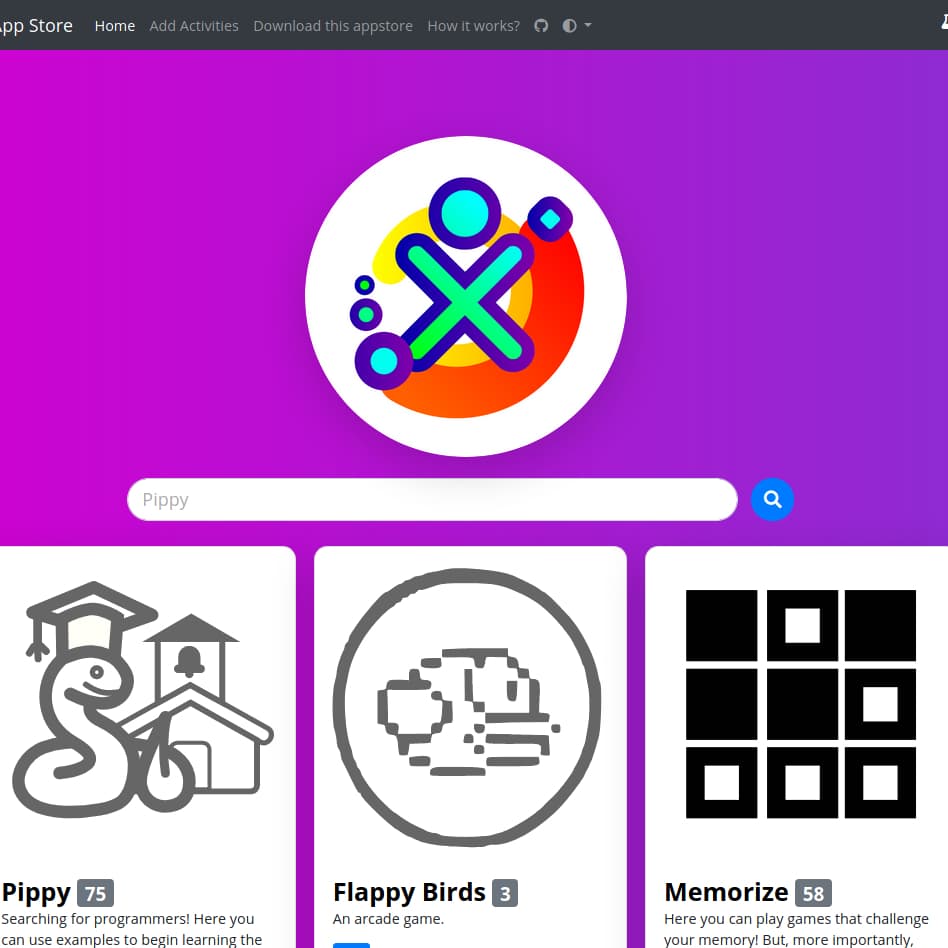 App Store Home Add Activities Download this appstore How it works?
Pippy
Pippy 75
Searching for programmers! Here you
can use examples to begin learning the
Flappy Birds 3
An arcade game.
Memorize 58
Here you can play games that challenge
your memory! But, more importantly,